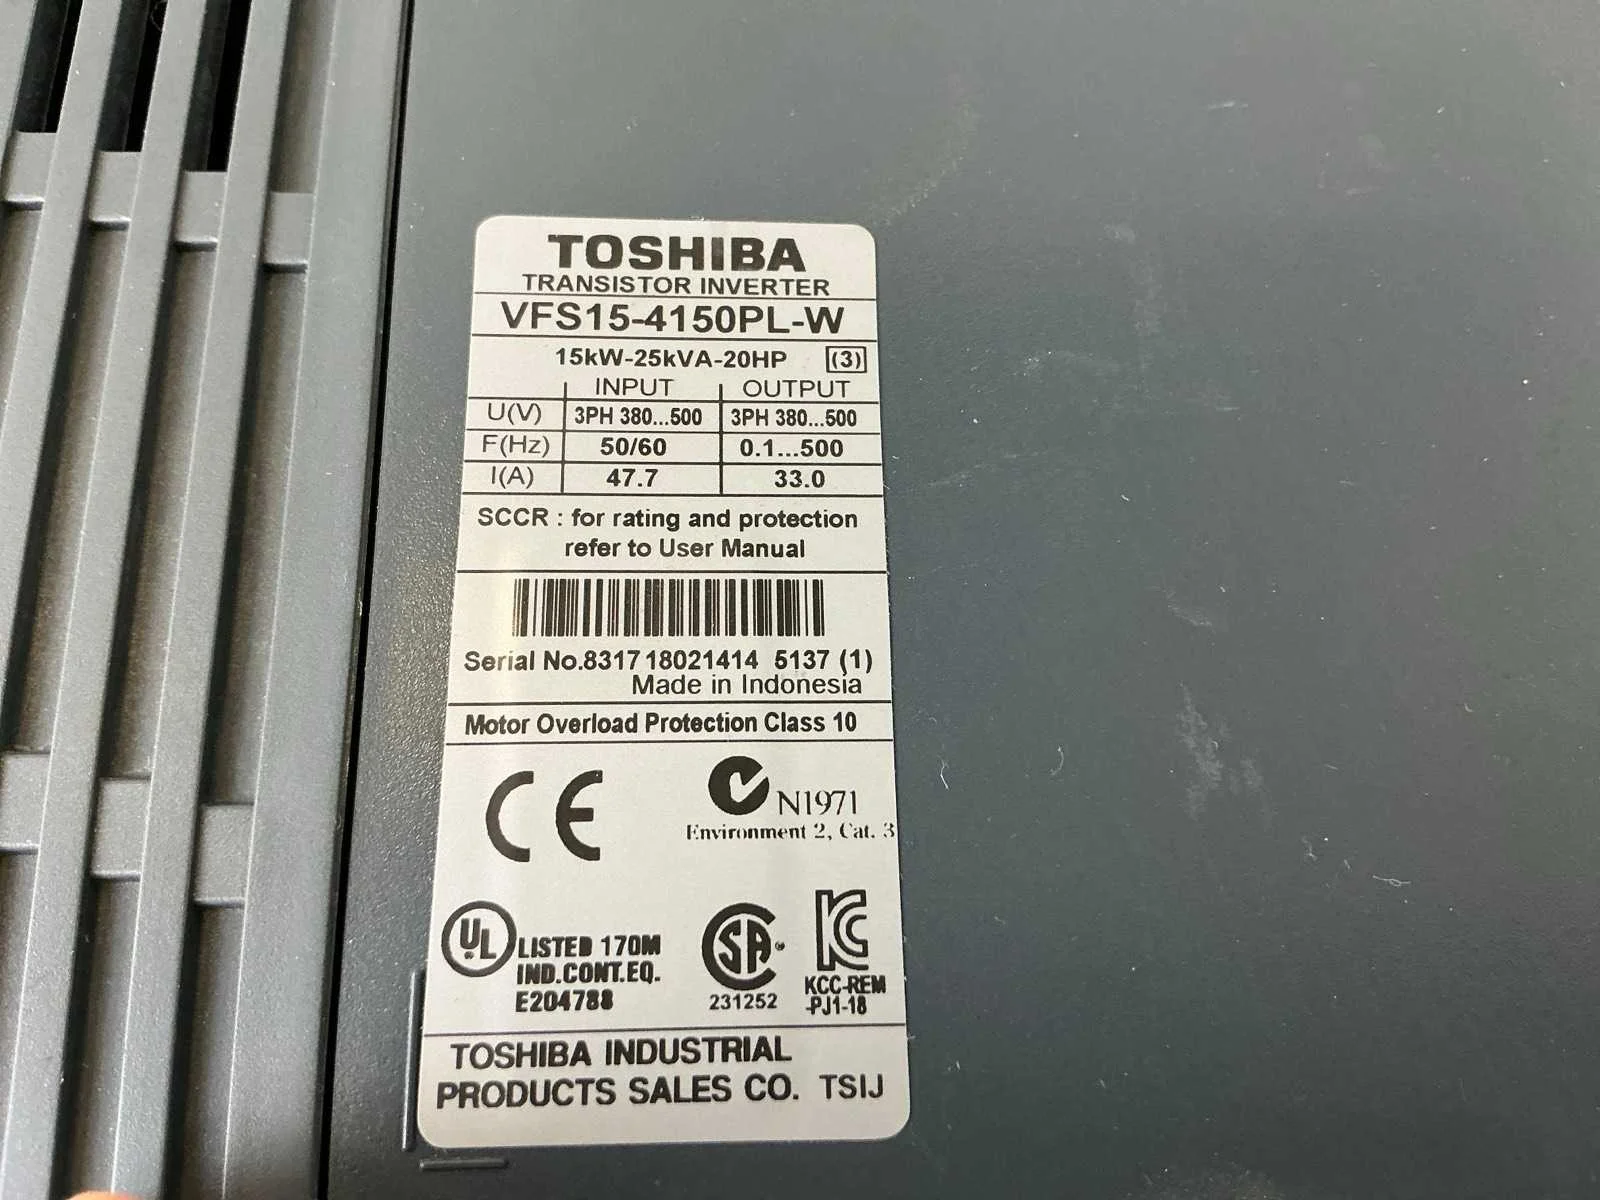 TOSHIBA
TRANSISTOR INVERTER
VFS15-4150PL-W
15kW-25kVA-20HP (3)
INPUT OUTPUT
U(V) 3PH 380...500 3PH 380...500
F(Hz) 50/60 0.1...500
I(A) 47.7 33.0
SCCR : for rating and protection
refer to User Manual
Serial No.8317 18021414 5137 (1)
Made in Indonesia
Motor Overload Protection Class 10
CE
N1971
Environment 2, Cat. 3
UL LISTED 170M
IND.CONT.EQ.
E204788
SA
231252
KC
KCC-REM
-PJ1-18
TOSHIBA INDUSTRIAL
PRODUCTS SALES CO. TSIJ